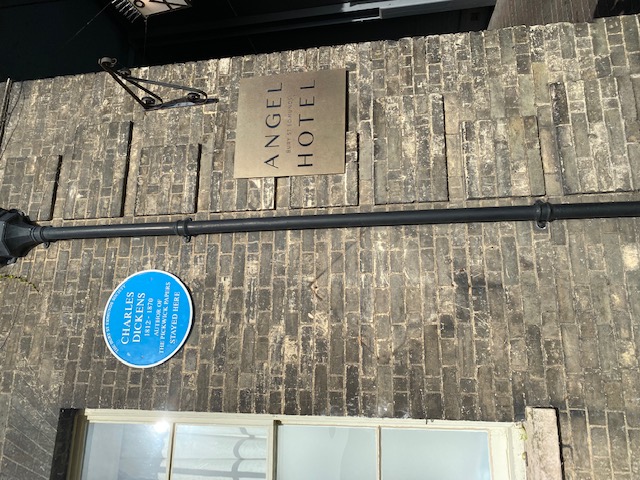 ANGEL
BURY ST EDMUNDS
HOTEL
CHARLES
DICKENS
1812 - 1870
AUTHOR OF
THE PICKWICK PAPERS
STAYED HERE